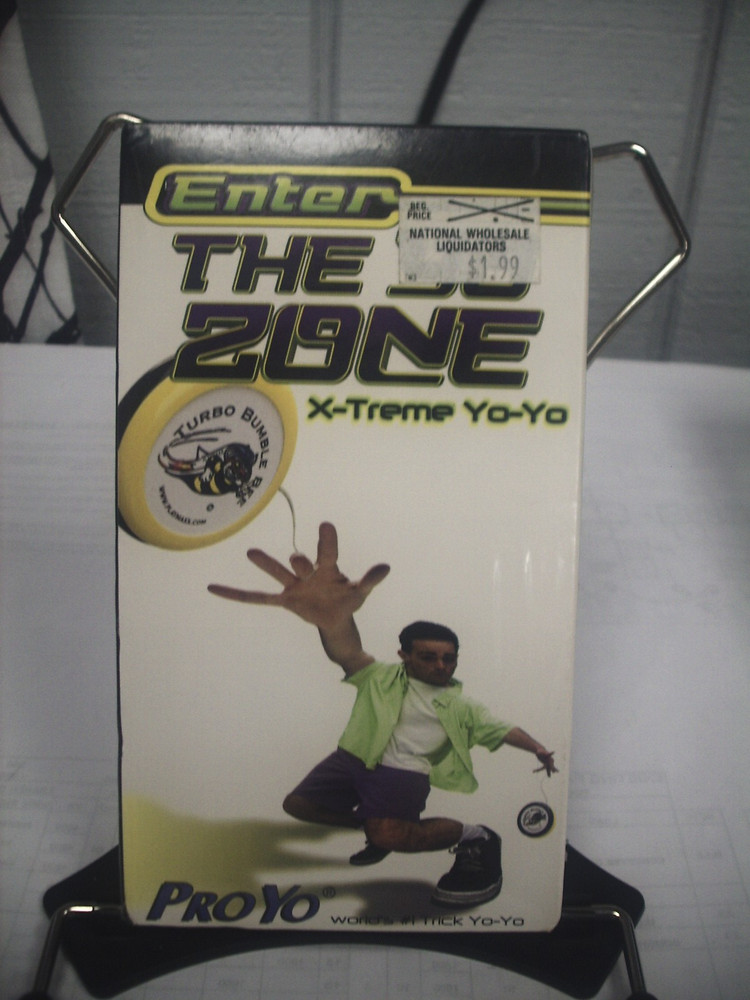 Enter
REG. PRICE
NATIONAL WHOLESALE
LIQUIDATORS
$1.99
THE
ZONE
X-Treme Yo-Yo
TURBO BUMBLE BEE
PROYO®
world's #1 Trick Yo-Yo